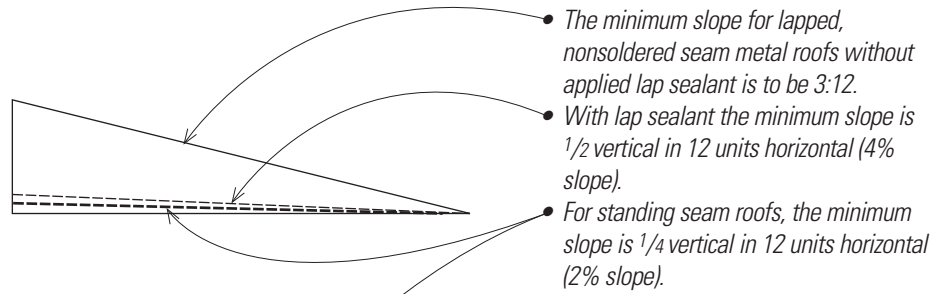 • The minimum slope for lapped,
nonsoldered seam metal roofs without
applied lap sealant is to be 3:12.
• With lap sealant the minimum slope is
1/2 vertical in 12 units horizontal (4%
slope).
• For standing seam roofs, the minimum
slope is 1/4 vertical in 12 units horizontal
(2% slope).